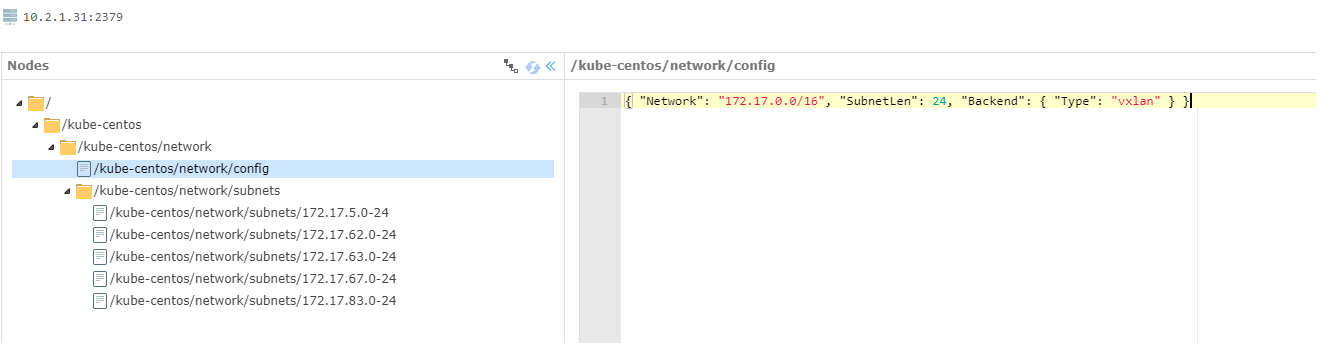 10.2.1.31:2379
Nodes
/
/kube-centos
/kube-centos/network
/kube-centos/network/config
/kube-centos/network/subnets
/kube-centos/network/subnets/172.17.5.0-24
/kube-centos/network/subnets/172.17.62.0-24
/kube-centos/network/subnets/172.17.63.0-24
/kube-centos/network/subnets/172.17.67.0-24
/kube-centos/network/subnets/172.17.83.0-24
/kube-centos/network/config
1 { "Network": "172.17.0.0/16", "SubnetLen": 24, "Backend": { "Type": "vxlan" } }